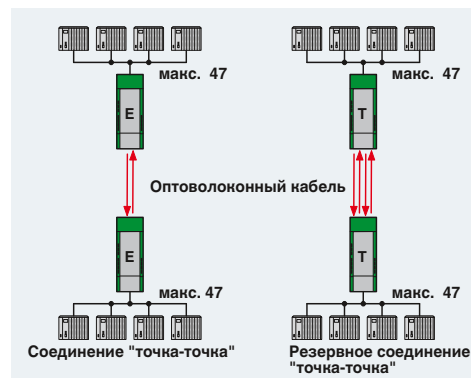 макс. 47
макс. 47
E
T
Оптоволоконный кабель
E
T
макс. 47
макс. 47
Соединение "точка-точка"
Резервное соединение
"точка-точка"